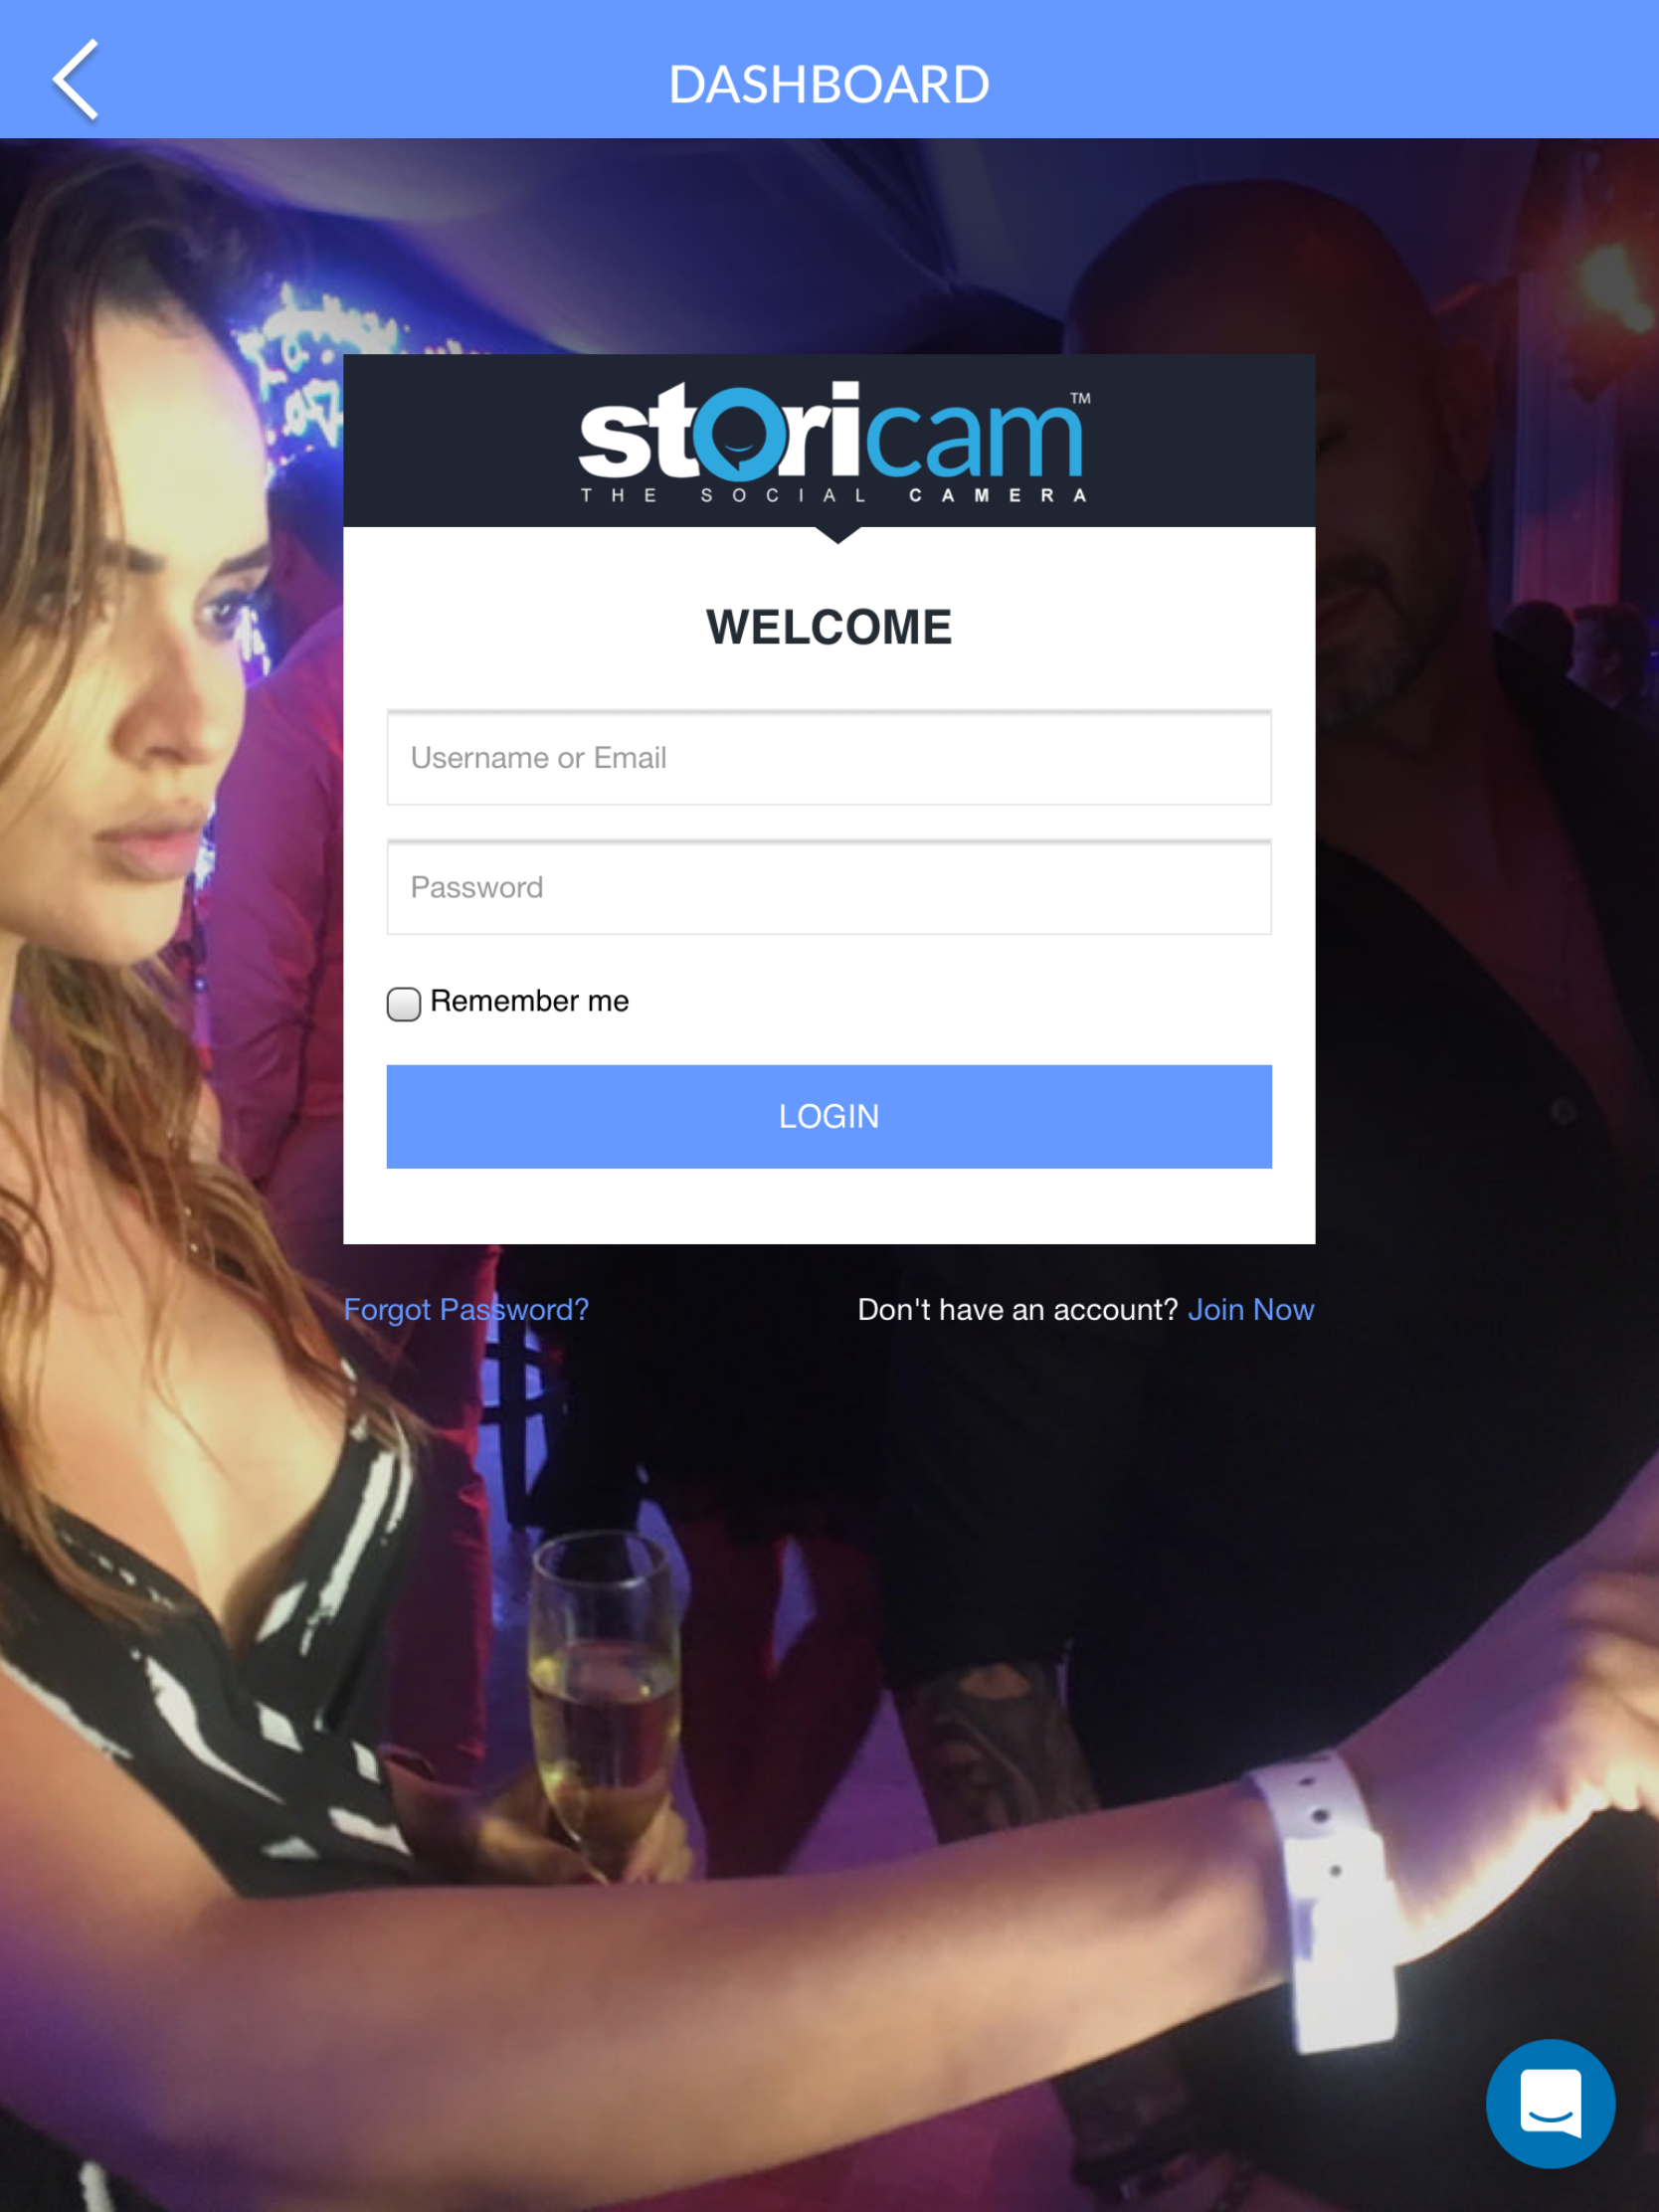 DASHBOARD
storicam™
THE SOCIAL CAMERA
WELCOME
Username or Email
Password
Remember me
LOGIN
Forgot Password?
Don't have an account? Join Now